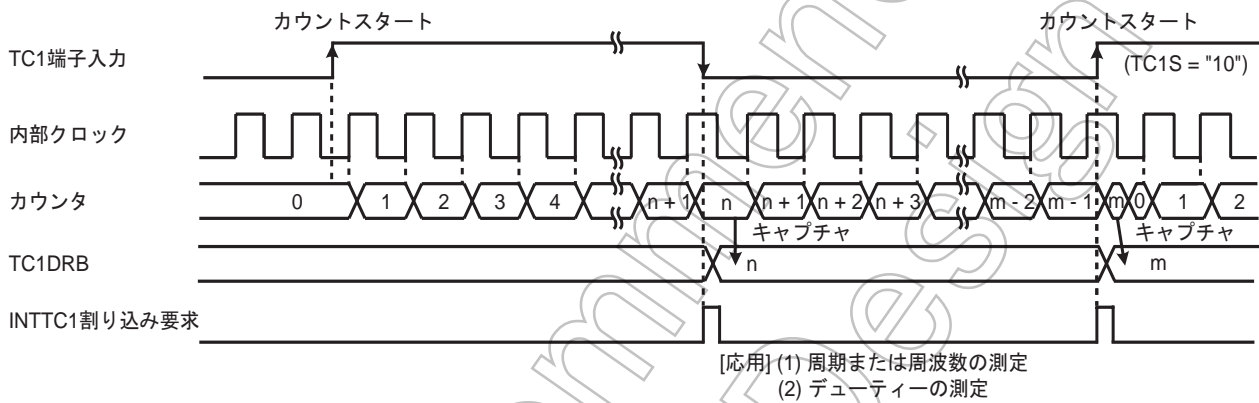 カウントスタート カウントスタート
TC1端子入力 (TC1S = "10")
内部クロック
カウンタ 0 1 2 3 4 n + 1 n n + 1 n + 2 n + 3 m - 2 m - 1 m 0 1 2
キャプチャ キャプチャ
TC1DRB n m
INTTC1割り込み要求
[応用] (1) 周期または周波数の測定
(2) デューティーの測定